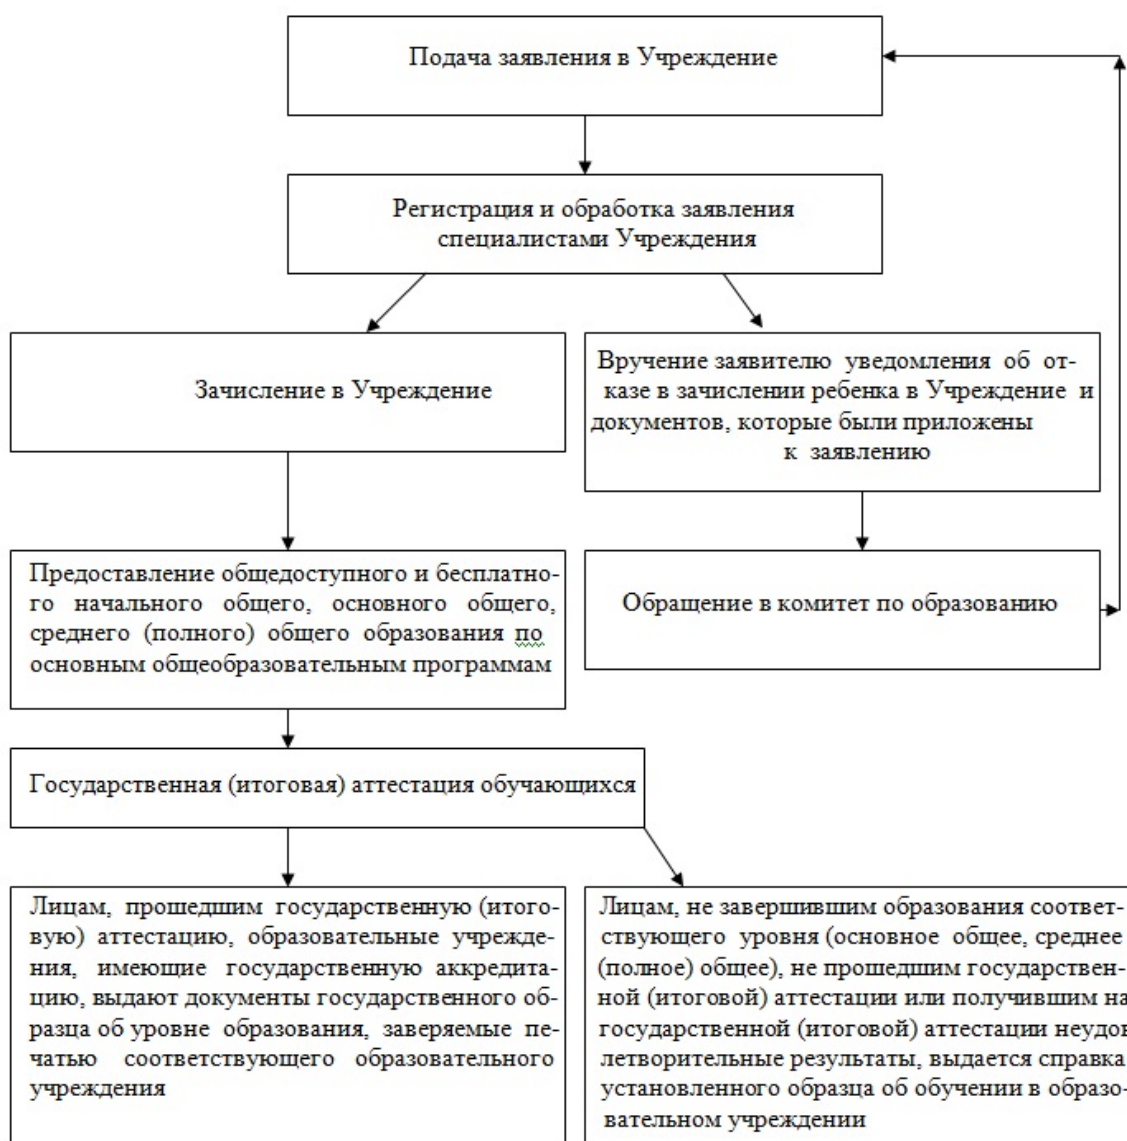 Подача заявления в Учреждение
Регистрация и обработка заявления
специалистами Учреждения
Зачисление в Учреждение
Вручение заявителю уведомления об от-
казе в зачислении ребенка в Учреждение и
документов, которые были приложены
к заявлению
Предоставление общедоступного и бесплатно-
го начального общего, основного общего,
среднего (полного) общего образования по
основным общеобразовательным программам
Обращение в комитет по образованию
Государственная (итоговая) аттестация обучающихся
Лицам, прошедшим государственную (итого-
вую) аттестацию, образовательные учрежде-
ния, имеющие государственную аккредита-
цию, выдают документы государственного об-
разца об уровне образования, заверяемые пе-
чатью соответствующего образовательного
учреждения
Лицам, не завершившим образования соответ-
ствующего уровня (основное общее, среднее
(полное) общее), не прошедшим государствен-
ной (итоговой) аттестации или получившим на
государственной (итоговой) аттестации неудов
летворительные результаты, выдается справка
установленного образца об обучении в образо-
вательном учреждении